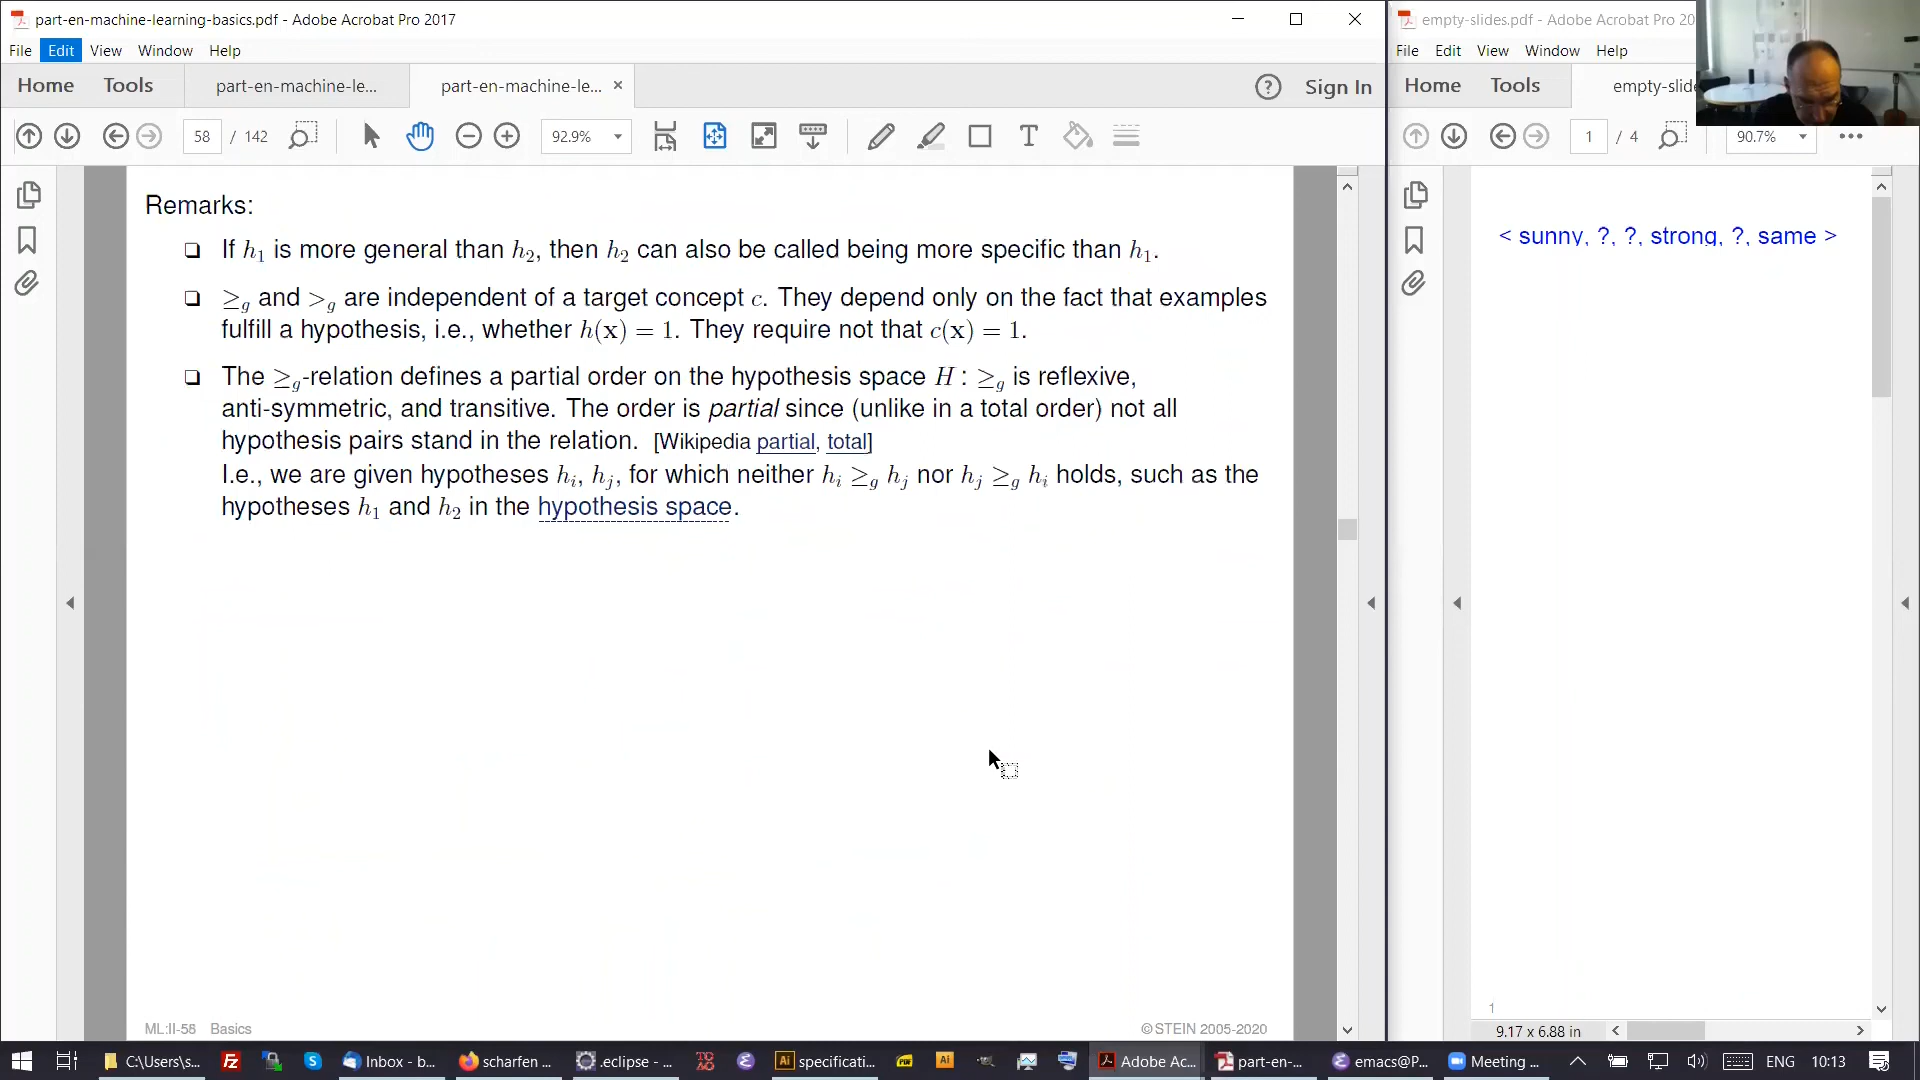 part-en-machine-learning-basics.pdf - Adobe Acrobat Pro 2017
File Edit View Window Help
Home Tools part-en-machine-le... part-en-machine-le... × ? Sign In
58 / 142 92.9%
Remarks:
❑ If h₁ is more general than h₂, then h₂ can also be called being more specific than h₁.
❑ ≥g and >g are independent of a target concept c. They depend only on the fact that examples
fulfill a hypothesis, i.e., whether h(x) = 1. They require not that c(x) = 1.
❑ The ≥g-relation defines a partial order on the hypothesis space H: ≥g is reflexive,
anti-symmetric, and transitive. The order is partial since (unlike in a total order) not all
hypothesis pairs stand in the relation. [Wikipedia partial, total]
I.e., we are given hypotheses hᵢ, hⱼ, for which neither hᵢ ≥g hⱼ nor hⱼ ≥g hᵢ holds, such as the
hypotheses h₁ and h₂ in the hypothesis space.
ML:II-58 Basics ©STEIN 2005-2020
empty-slides.pdf - Adobe Acrobat Pro 20
File Edit View Window Help
Home Tools empty-slide
1 / 4 90.7%
< sunny, ?, ?, strong, ?, same >
1
9.17 x 6.88 in
C:\Users\s... Inbox - b... scharfen ... .eclipse - ... specificati... Adobe Ac... part-en-... emacs@P... Meeting ... ENG 10:13